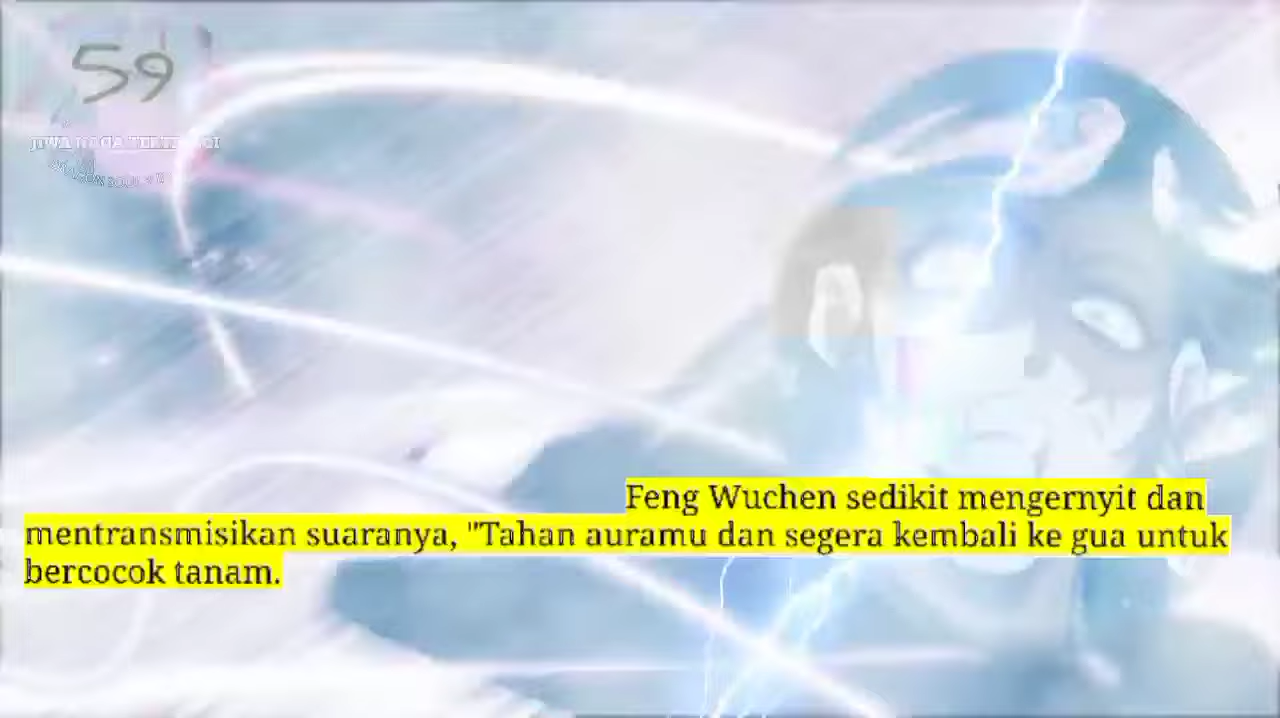 59
Feng Wuchen sedikit mengernyit dan
mentransmisikan suaranya, "Tahan auramu dan segera kembali ke gua untuk
bercocok tanam.